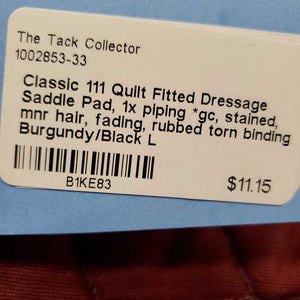 The Tack Collector
1002853-33
Classic 111 Quilt Fitted Dressage
Saddle Pad, 1x piping *gc, stained,
mnr hair, fading, rubbed torn binding
Burgundy/Black L
B1KE83
$11.15